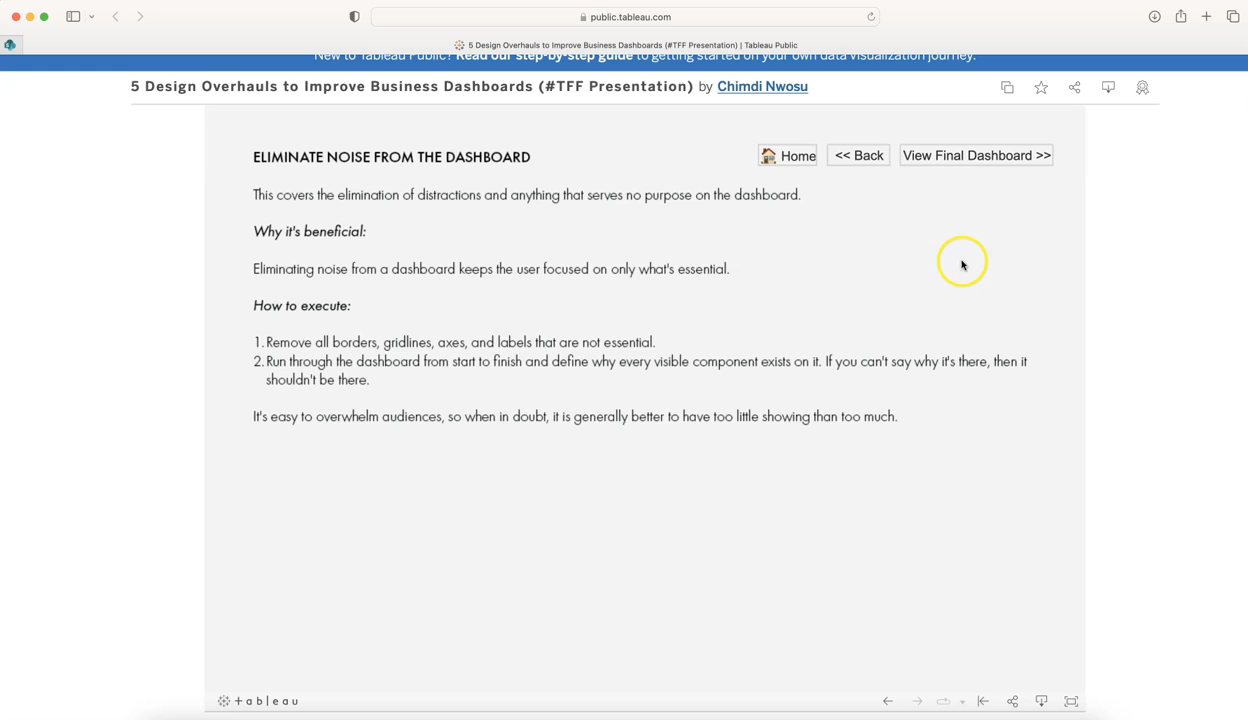 public.tableau.com
5 Design Overhauls to Improve Business Dashboards (#TFF Presentation) | Tableau Public
New to Tableau Public? Read our step-by-step guide to getting started on your own data visualization journey.
5 Design Overhauls to Improve Business Dashboards (#TFF Presentation) by Chimdi Nwosu
ELIMINATE NOISE FROM THE DASHBOARD
Home
<< Back
View Final Dashboard >>
This covers the elimination of distractions and anything that serves no purpose on the dashboard.
Why it's beneficial:
Eliminating noise from a dashboard keeps the user focused on only what's essential.
How to execute:
1. Remove all borders, gridlines, axes, and labels that are not essential.
2. Run through the dashboard from start to finish and define why every visible component exists on it. If you can't say why it's there, then it
shouldn't be there.
It's easy to overwhelm audiences, so when in doubt, it is generally better to have too little showing than too much.
+ a b | e a u